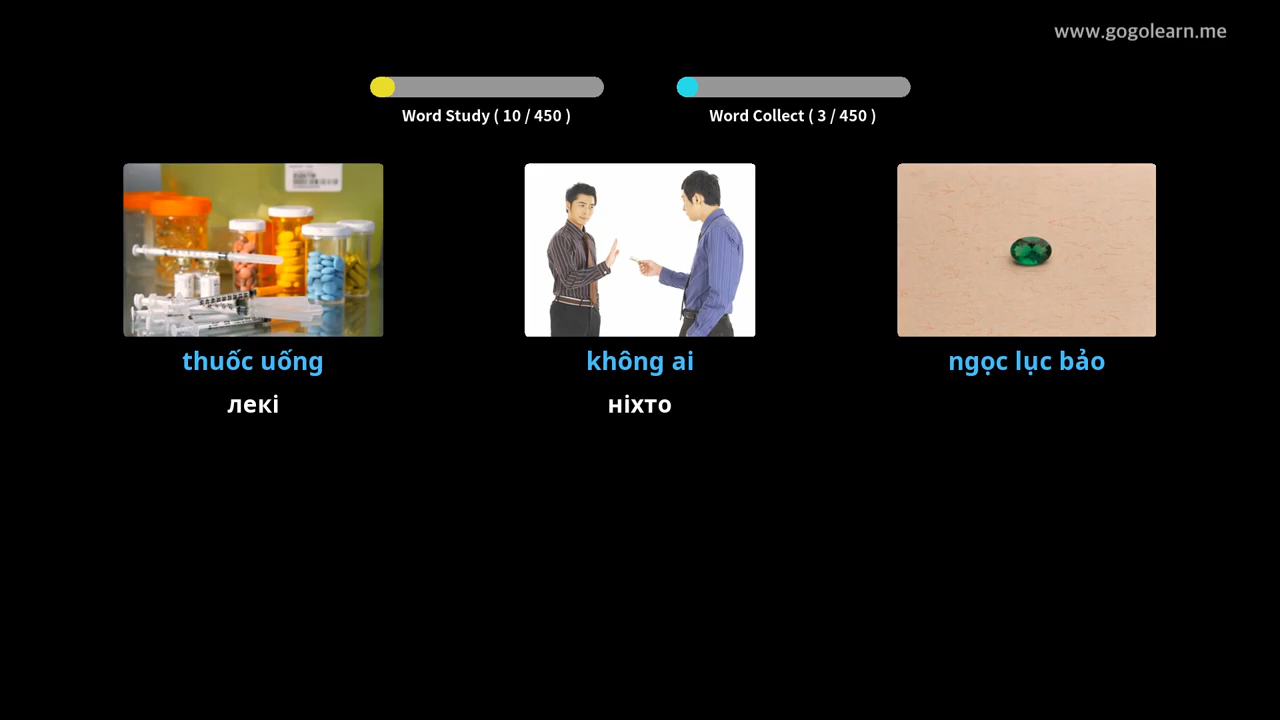 www.gogolearn.me
Word Study ( 10 / 450 )
Word Collect ( 3 / 450 )
thuốc uống
không ai
ngọc lục bảo
лекі
ніхто